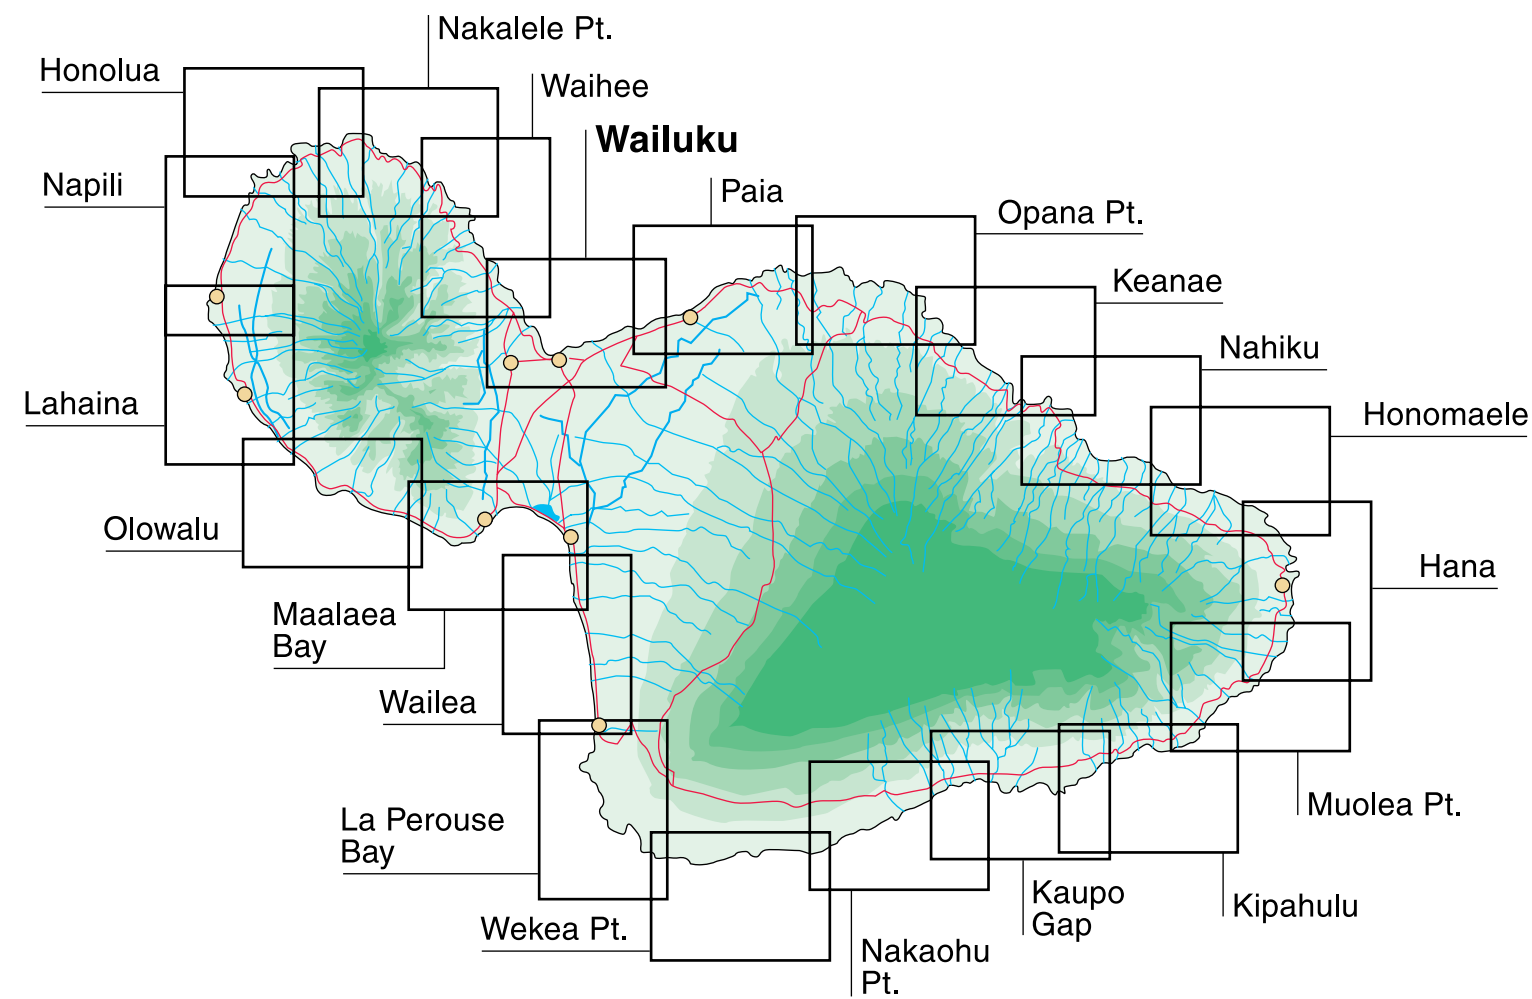 Nakalele Pt.
Honolua
Waihee
Wailuku
Napili
Paia
Opana Pt.
Keanae
Nahiku
Lahaina
Honomaele
Olowalu
Hana
Maalaea
Bay
Wailea
Muolea Pt.
La Perouse
Bay
Kaupo
Gap
Kipahulu
Wekea Pt.
Nakaohu
Pt.